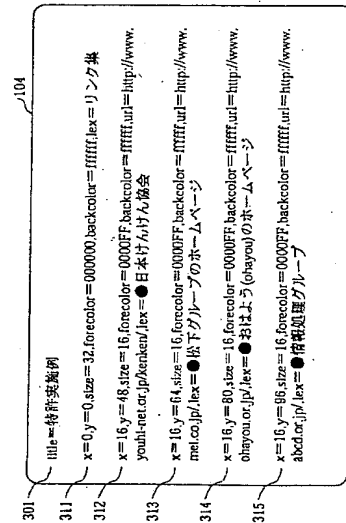 104
301 title=特許実施例
311 x=0,y=0,size=32,forecolor=000000,backcolor=ffffff,lex=リンク集
312 x=16,y=48,size=16,forecolor=0000FF,backcolor=ffffff,url=http://www.
youhi-net.or.jp/kenken/,lex=●日本けんけん協会
313 x=16,y=64,size=16,forecolor=0000FF,backcolor=ffffff,url=http://www.
mei.co.jp/,lex=●松下グループのホームページ
314 x=16,y=80,size=16,forecolor=0000FF,backcolor=ffffff,url=http://www.
ohayou.or.jp/,lex=●おはよう(ohayou)のホームページ
315 x=16,y=96,size=16,forecolor=0000FF,backcolor=ffffff,url=http://www.
abcd.or.jp/,lex=●情報処理グループ